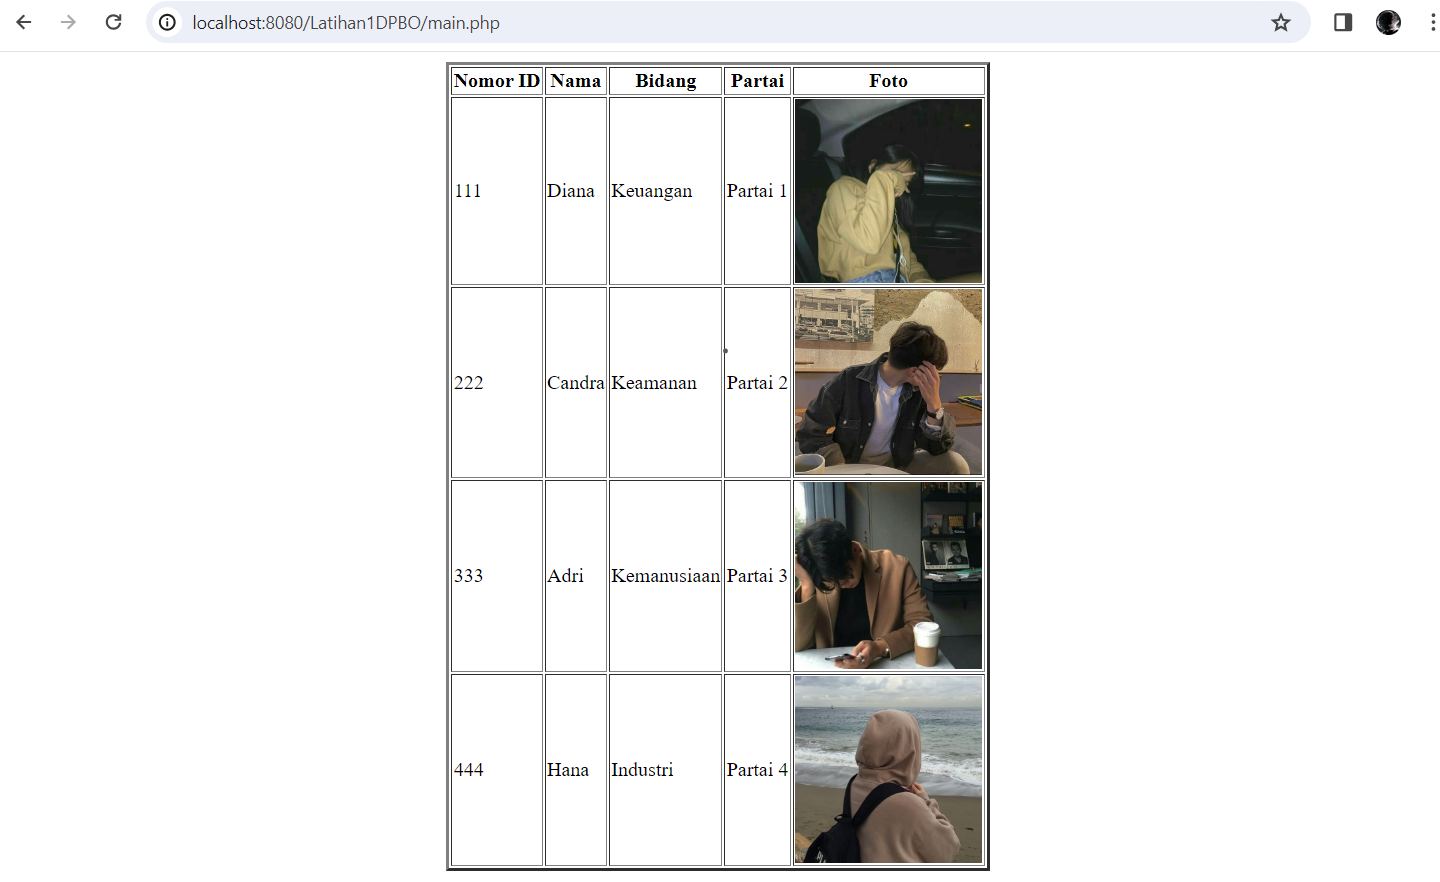 localhost:8080/Latihan1DPBO/main.php
Nomor ID Nama Bidang Partai Foto
111 Diana Keuangan Partai 1
222 Candra Keamanan Partai 2
333 Adri Kemanusiaan Partai 3
444 Hana Industri Partai 4